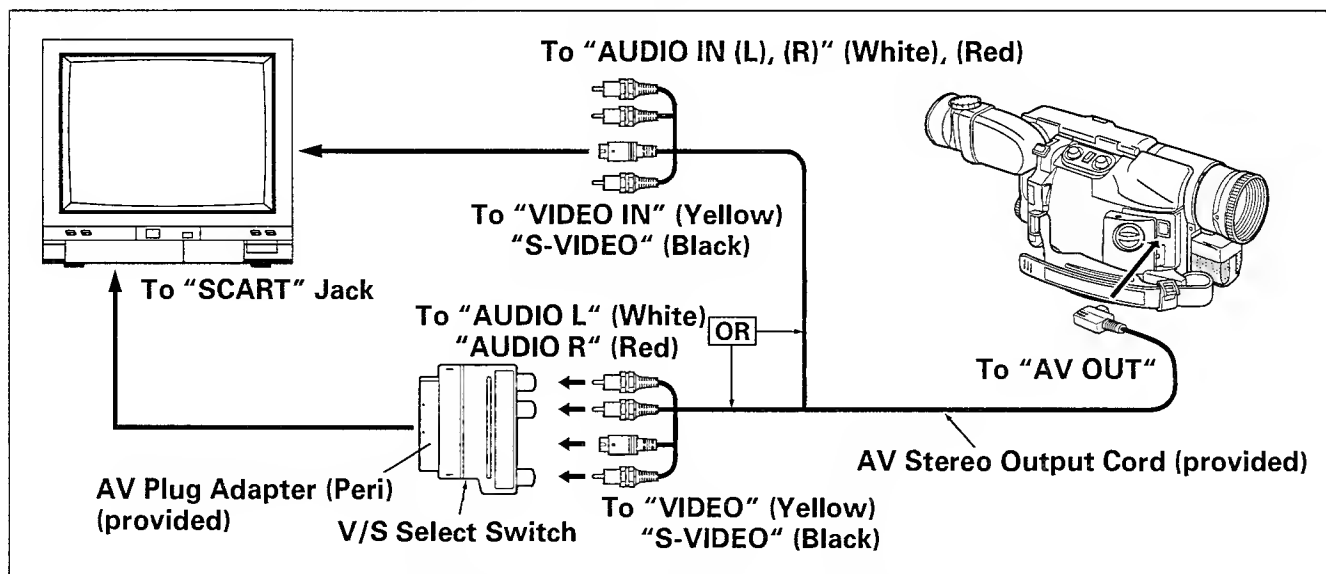 To “AUDIO IN (L), (R)” (White), (Red)
To “VIDEO IN” (Yellow)
“S-VIDEO“ (Black)
To “SCART” Jack
To “AUDIO L“ (White)
“AUDIO R“ (Red)
OR
To “AV OUT“
AV Stereo Output Cord (provided)
AV Plug Adapter (Peri)
(provided)
V/S Select Switch
To “VIDEO” (Yellow)
“S-VIDEO“ (Black)